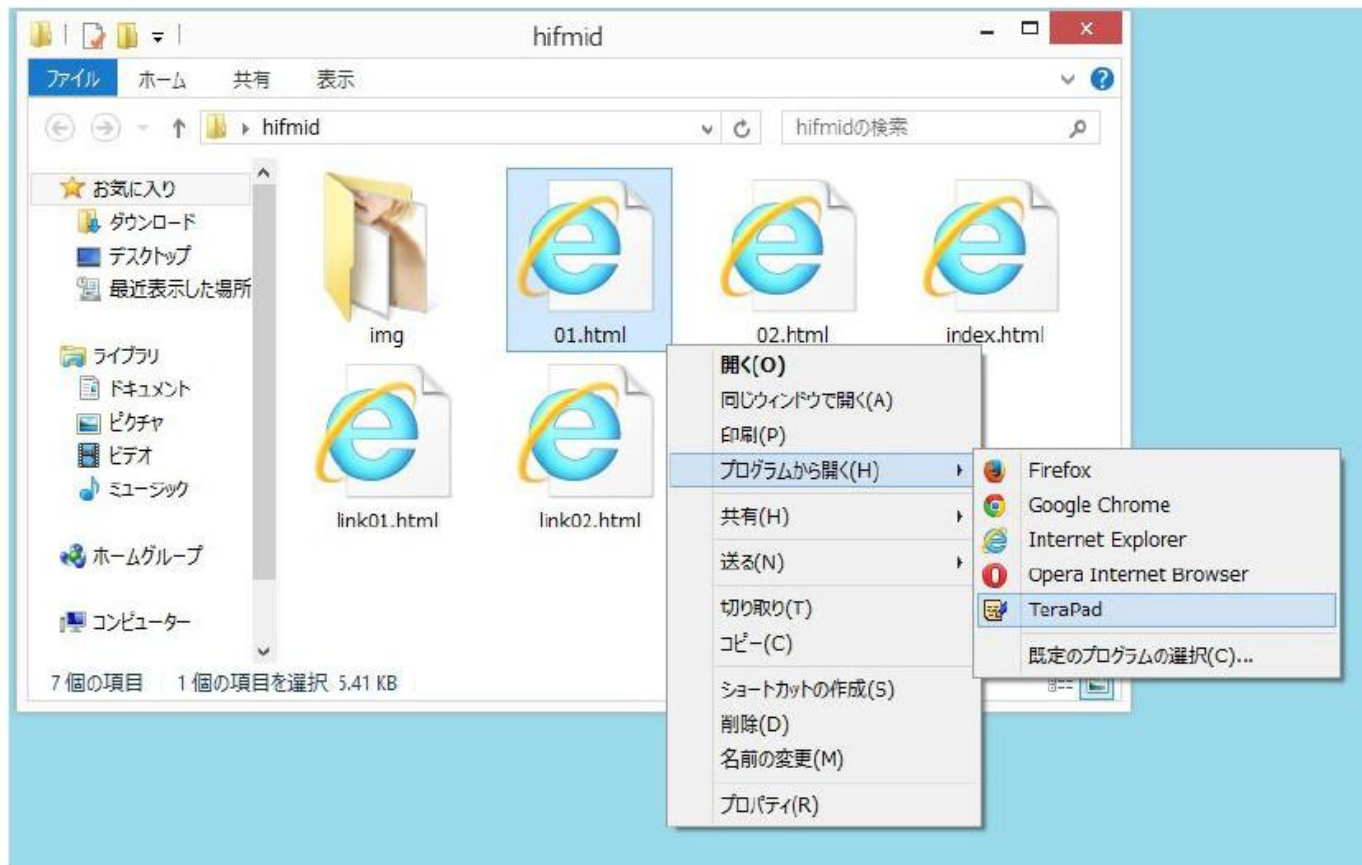 hifmid
ファイル ホーム 共有 表示
hifmid
hifmidの検索
お気に入り
ダウンロード
デスクトップ
最近表示した場所
ライブラリ
ドキュメント
ピクチャ
ビデオ
ミュージック
ホームグループ
コンピューター
img
01.html
02.html
index.html
link01.html
link02.html
7 個の項目 1 個の項目を選択 5.41 KB
開く(O)
同じウィンドウで開く(A)
印刷(P)
プログラムから開く(H)
共有(H)
送る(N)
切り取り(T)
コピー(C)
ショートカットの作成(S)
削除(D)
名前の変更(M)
プロパティ(R)
Firefox
Google Chrome
Internet Explorer
Opera Internet Browser
TeraPad
既定のプログラムの選択(C)...